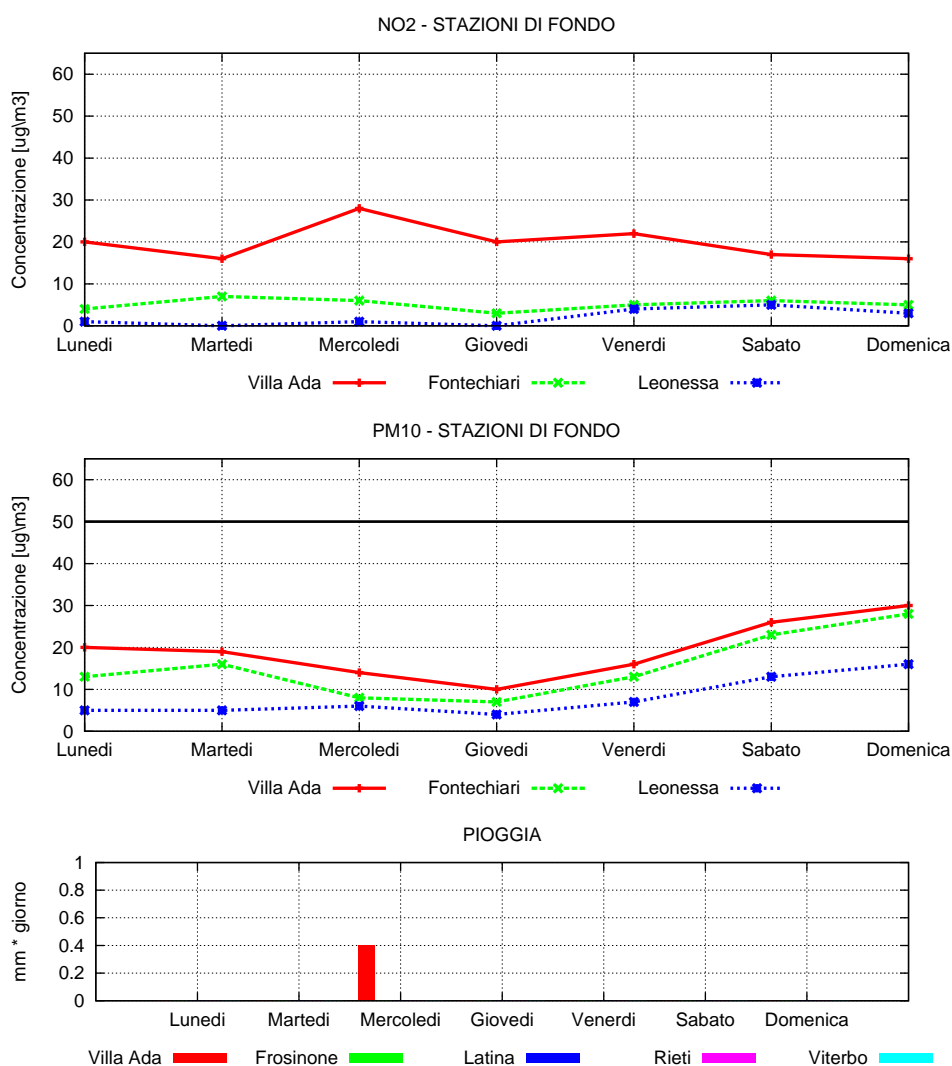 NO2 - STAZIONI DI FONDO
Concentrazione [ug\m3]
60
50
40
30
20
10
0
Lunedi Martedi Mercoledi Giovedi Venerdi Sabato Domenica
Villa Ada Fontechiari Leonessa
PM10 - STAZIONI DI FONDO
Concentrazione [ug\m3]
60
50
40
30
20
10
0
Lunedi Martedi Mercoledi Giovedi Venerdi Sabato Domenica
Villa Ada Fontechiari Leonessa
PIOGGIA
mm * giorno
1
0.8
0.6
0.4
0.2
0
Lunedi Martedi Mercoledi Giovedi Venerdi Sabato Domenica
Villa Ada Frosinone Latina Rieti Viterbo